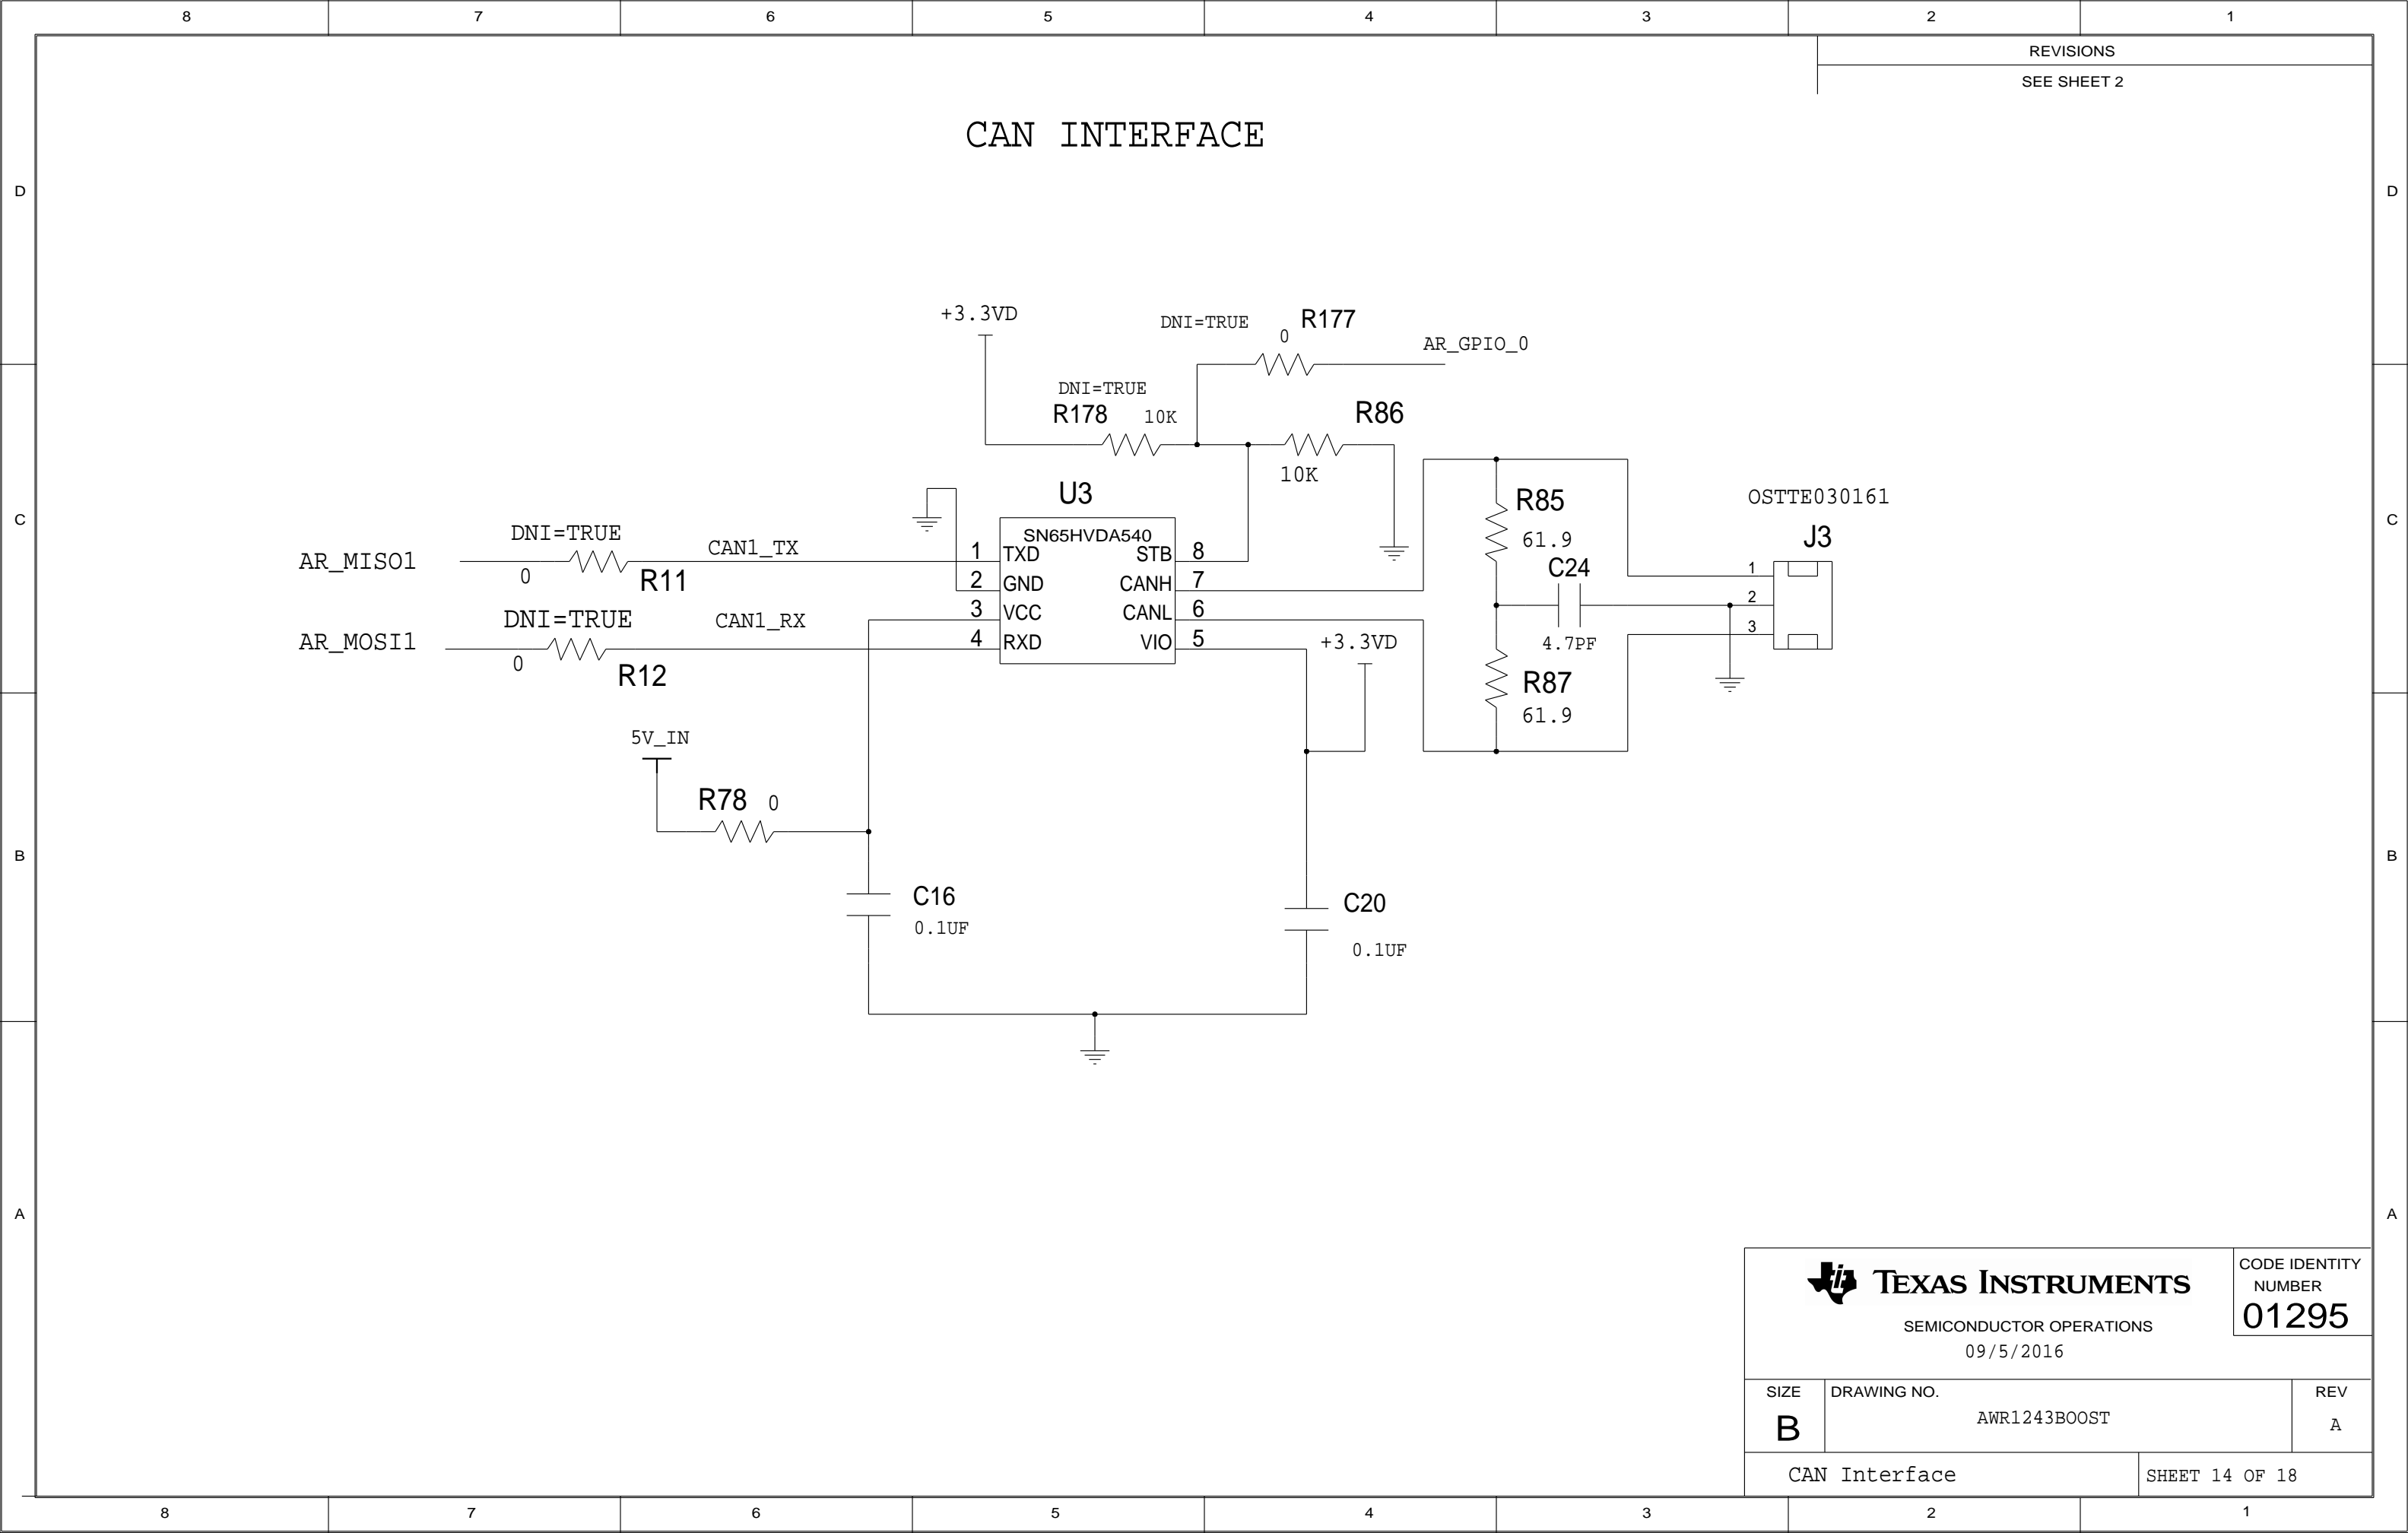 8 7 6 5 4 3 2 1
REVISIONS
SEE SHEET 2
CAN INTERFACE
D D
+3.3VD
DNI=TRUE
R177
0
AR_GPIO_0
DNI=TRUE
R178
10K
R86
10K
U3
SN65HVDA540
C C
DNI=TRUE
AR_MISO1
0
R11
CAN1_TX
1 TXD STB 8
2 GND CANH 7
3 VCC CANL 6
4 RXD VIO 5
DNI=TRUE
AR_MOSI1
0
R12
CAN1_RX
+3.3VD
R85
61.9
C24
4.7PF
R87
61.9
OSTTE030161
J3
1
2
3
5V_IN
R78 0
B B
C16
0.1UF
C20
0.1UF
A A
TEXAS INSTRUMENTS
SEMICONDUCTOR OPERATIONS
09/5/2016
CODE IDENTITY
NUMBER
01295
SIZE
B
DRAWING NO.
AWR1243BOOST
REV
A
CAN Interface
SHEET 14 OF 18
8 7 6 5 4 3 2 1